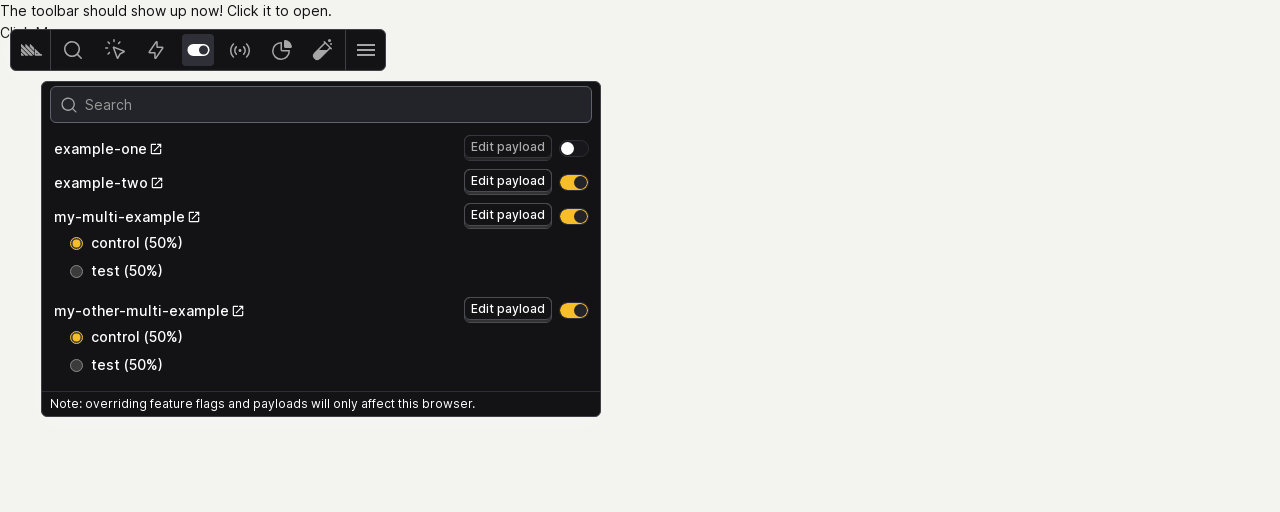 The toolbar should show up now! Click it to open.
Search
example-one
Edit payload
example-two
Edit payload
my-multi-example
Edit payload
control (50%)
test (50%)
my-other-multi-example
Edit payload
control (50%)
test (50%)
Note: overriding feature flags and payloads will only affect this browser.